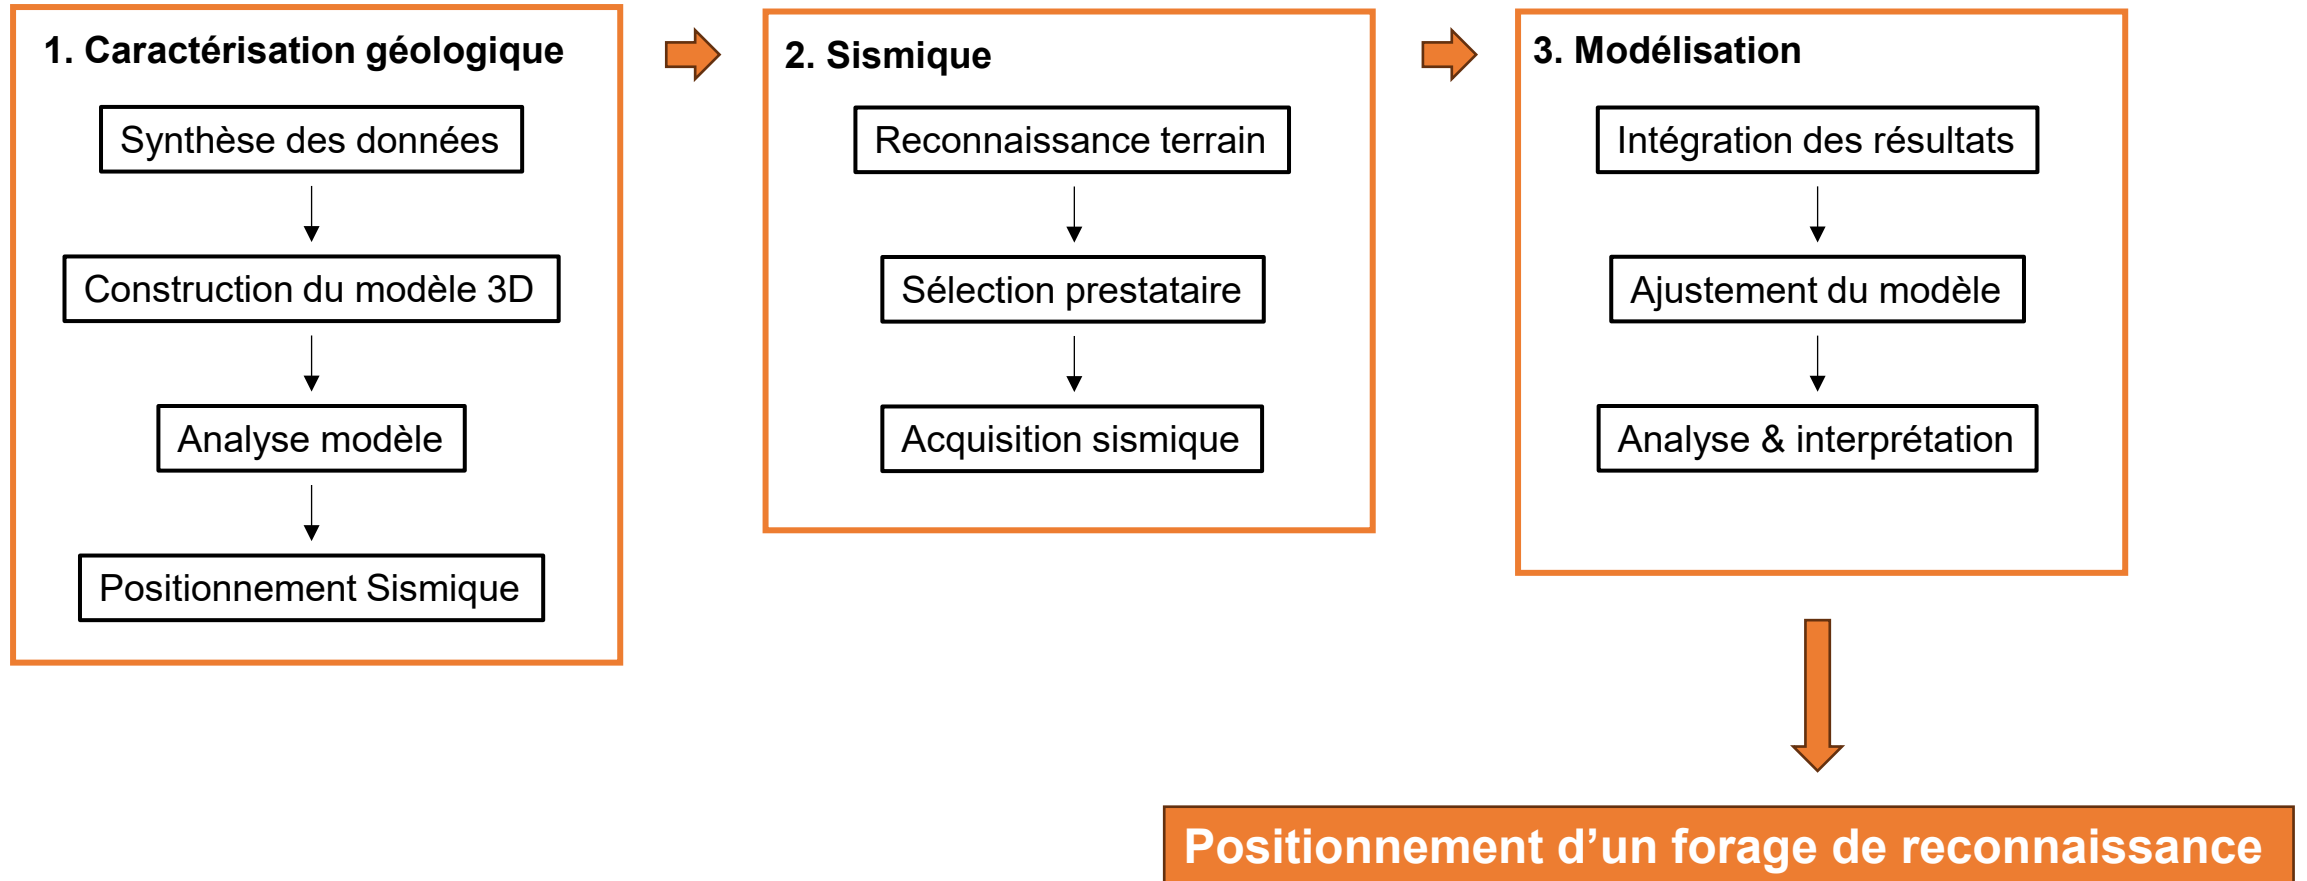 1. Caractérisation géologique
Synthèse des données
Construction du modèle 3D
Analyse modèle
Positionnement Sismique
2. Sismique
Reconnaissance terrain
Sélection prestataire
Acquisition sismique
3. Modélisation
Intégration des résultats
Ajustement du modèle
Analyse & interprétation
Positionnement d’un forage de reconnaissance